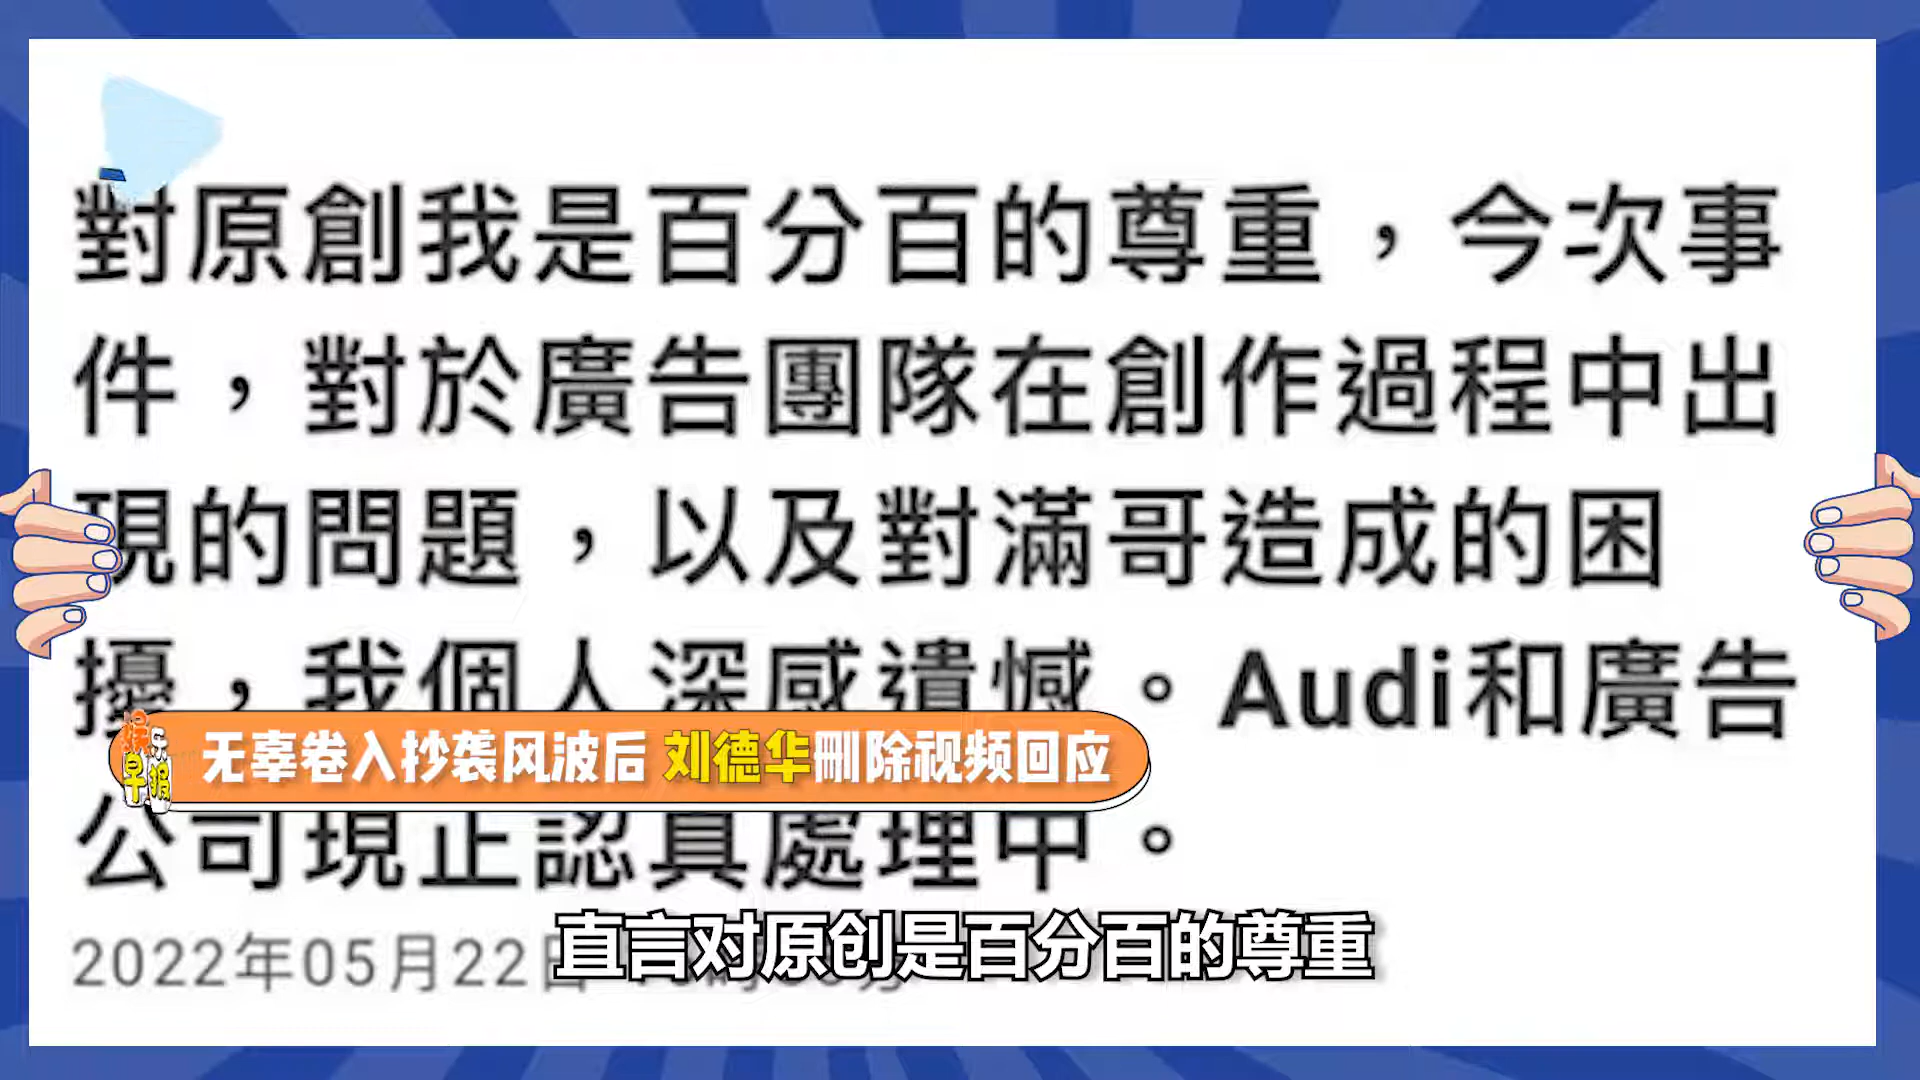 對原創我是百分百的尊重，今次事
件，對於廣告團隊在創作過程中出
現的問題，以及對滿哥造成的困
擾，我個人深感遺憾。Audi和廣告
娱乐早报
无辜卷入抄袭风波后 刘德华删除视频回应
公司現正認真處理中。
2022年05月22日
直言对原创是百分百的尊重